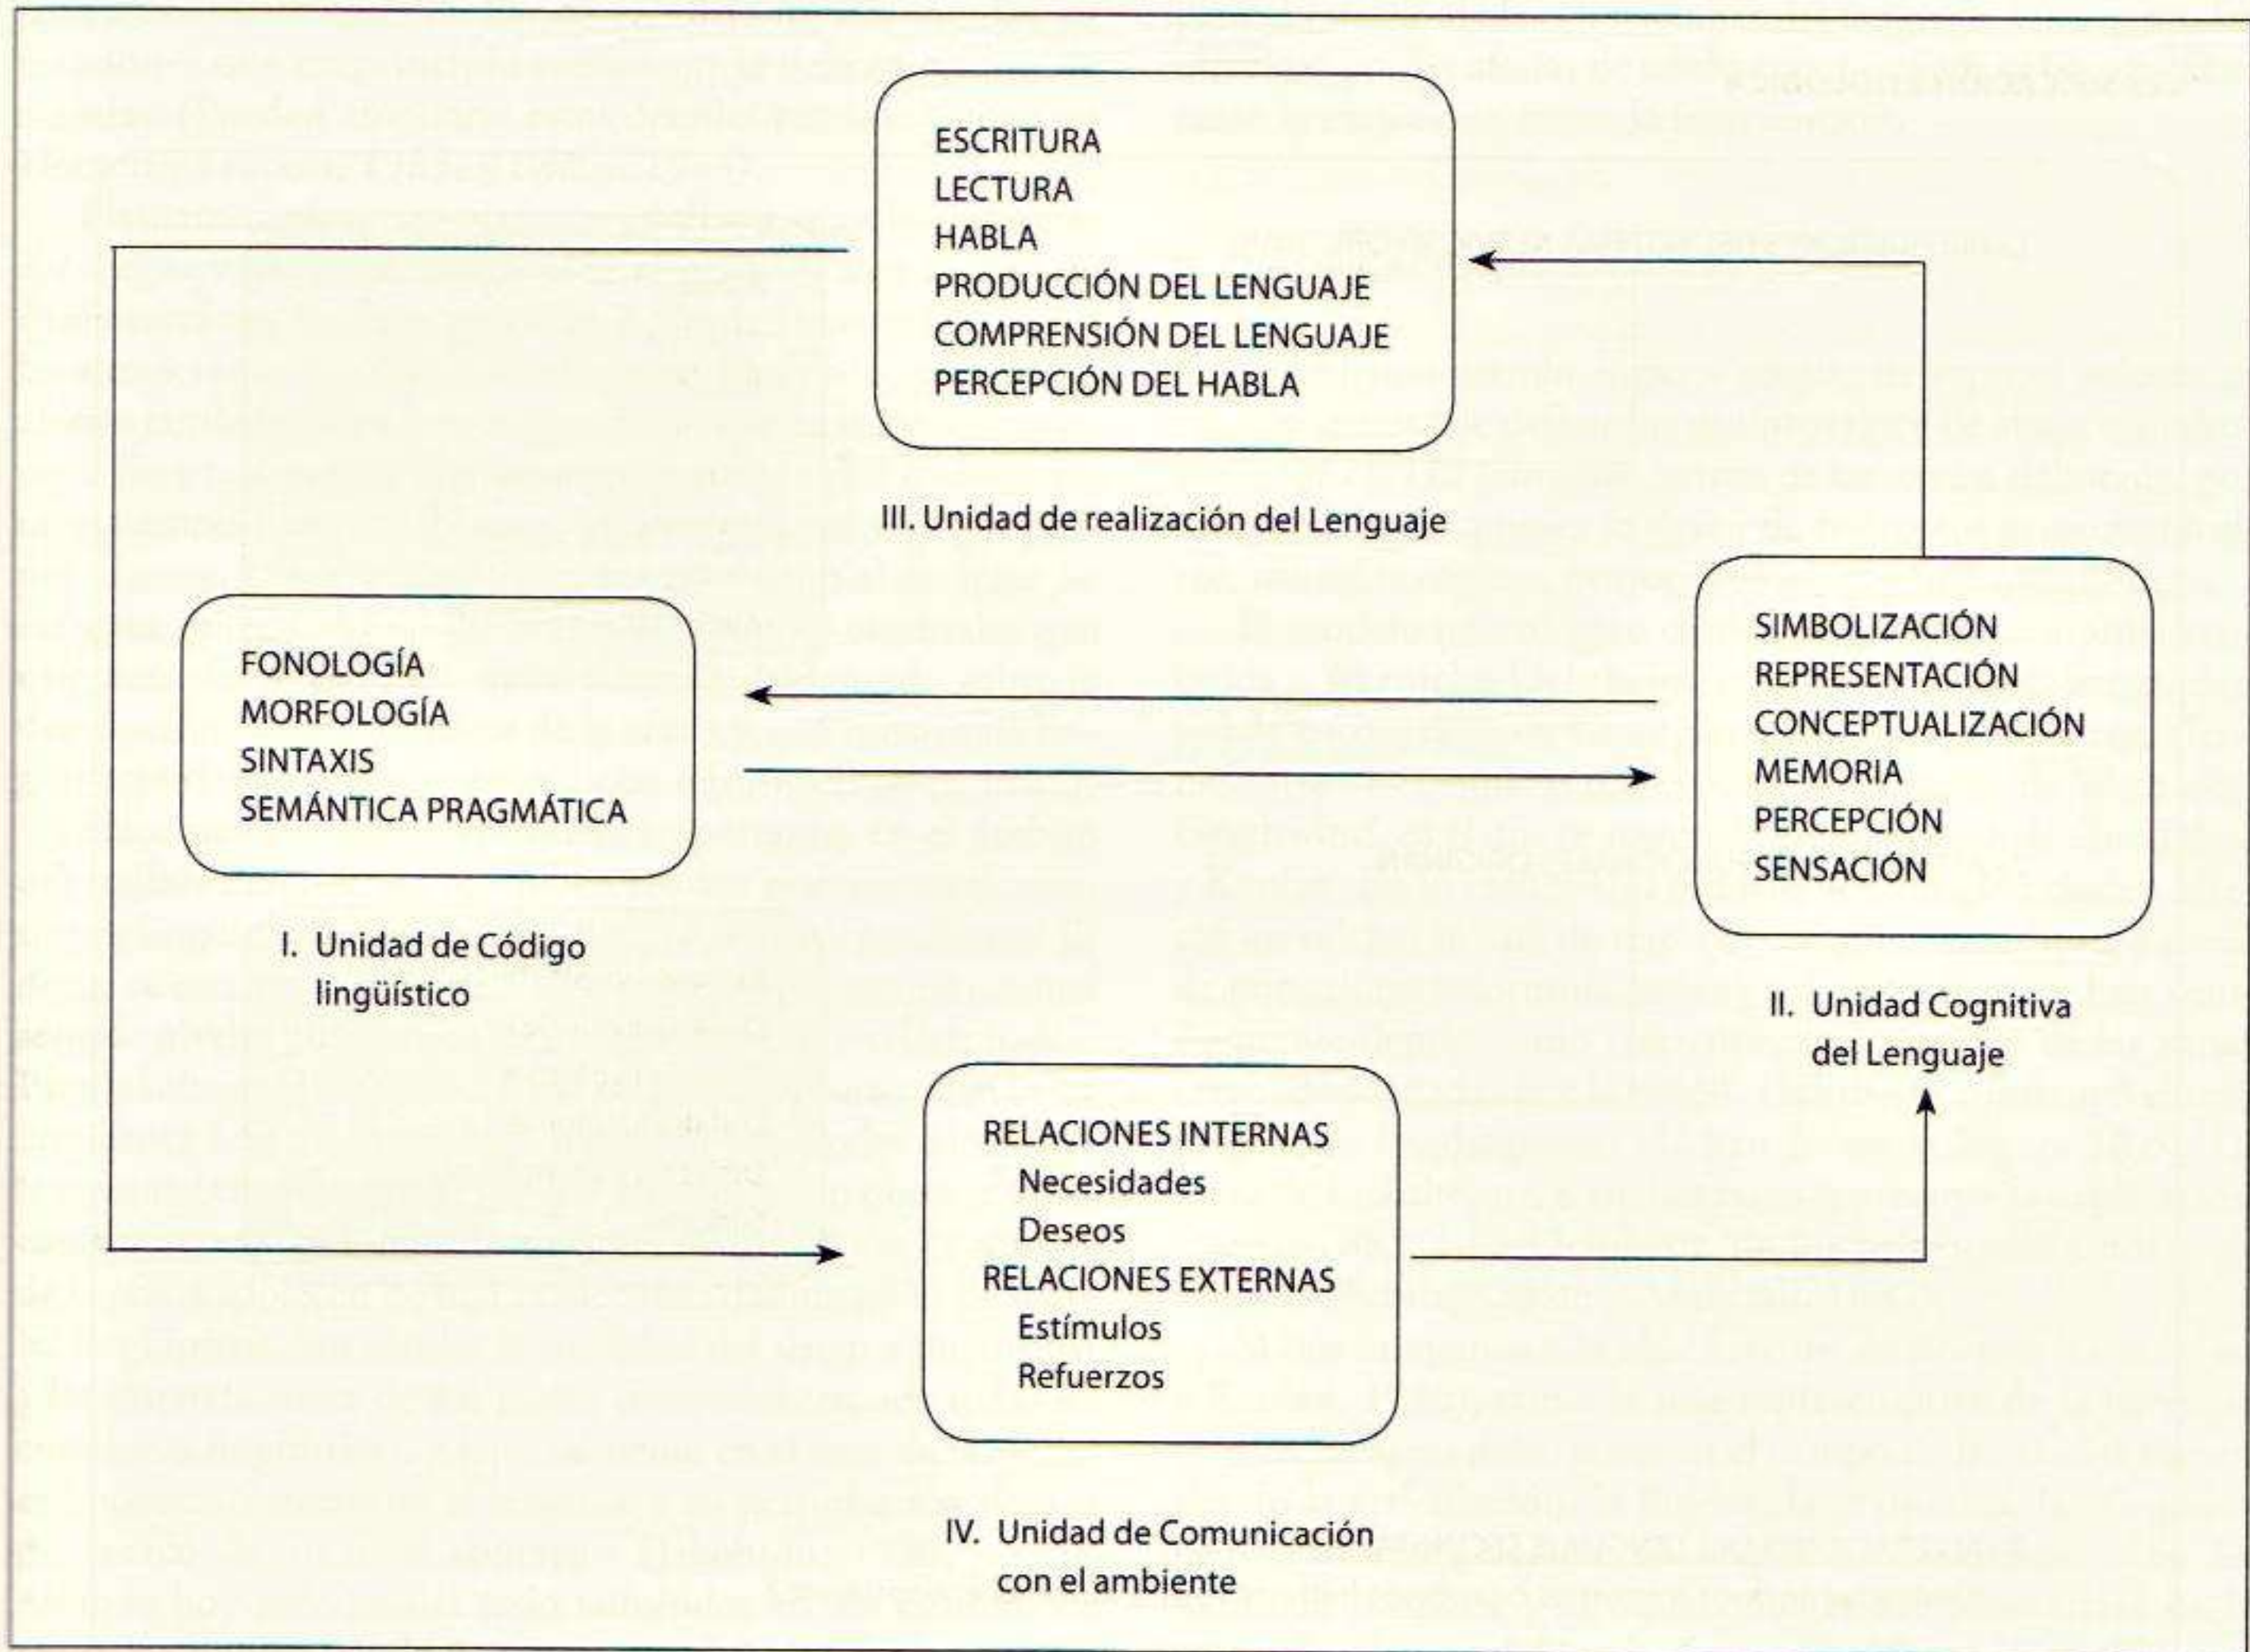 ESCRITURA
LECTURA
HABLA
PRODUCCIÓN DEL LENGUAJE
COMPRENSIÓN DEL LENGUAJE
PERCEPCIÓN DEL HABLA
III. Unidad de realización del Lenguaje
FONOLOGÍA
MORFOLOGÍA
SINTAXIS
SEMÁNTICA PRAGMÁTICA
I. Unidad de Código
lingüístico
SIMBOLIZACIÓN
REPRESENTACIÓN
CONCEPTUALIZACIÓN
MEMORIA
PERCEPCIÓN
SENSACIÓN
II. Unidad Cognitiva
del Lenguaje
RELACIONES INTERNAS
Necesidades
Deseos
RELACIONES EXTERNAS
Estímulos
Refuerzos
IV. Unidad de Comunicación
con el ambiente